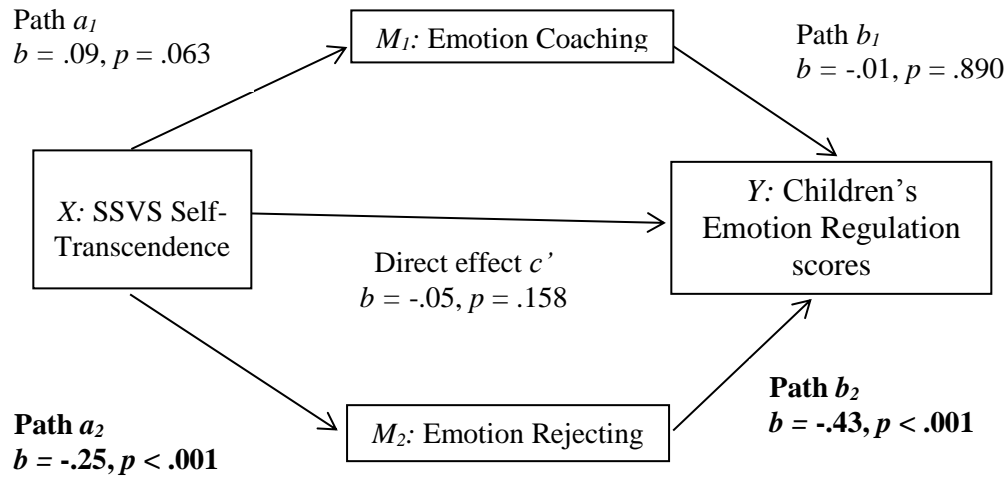 Path a₁
b = .09, p = .063
M₁: Emotion Coaching
Path b₁
b = -.01, p = .890
X: SSVS Self-
Transcendence
Y: Children’s
Emotion Regulation
scores
Direct effect c’
b = -.05, p = .158
Path a₂
b = -.25, p < .001
M₂: Emotion Rejecting
Path b₂
b = -.43, p < .001